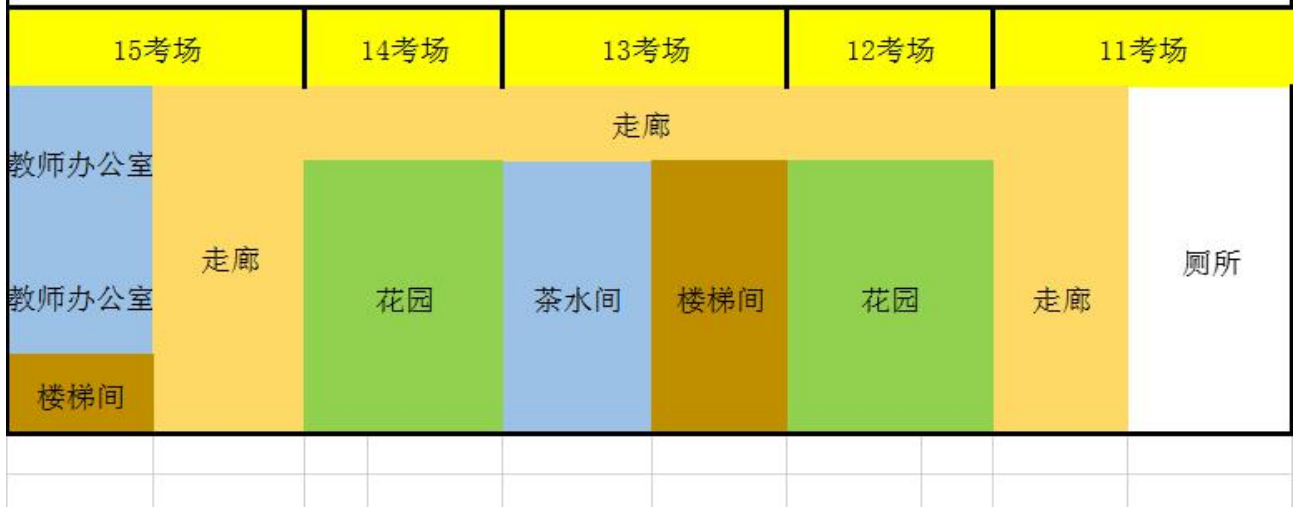 15考场 14考场 13考场 12考场 11考场
走廊
教师办公室
走廊 厕所
教师办公室 花园 茶水间 楼梯间 花园 走廊
楼梯间